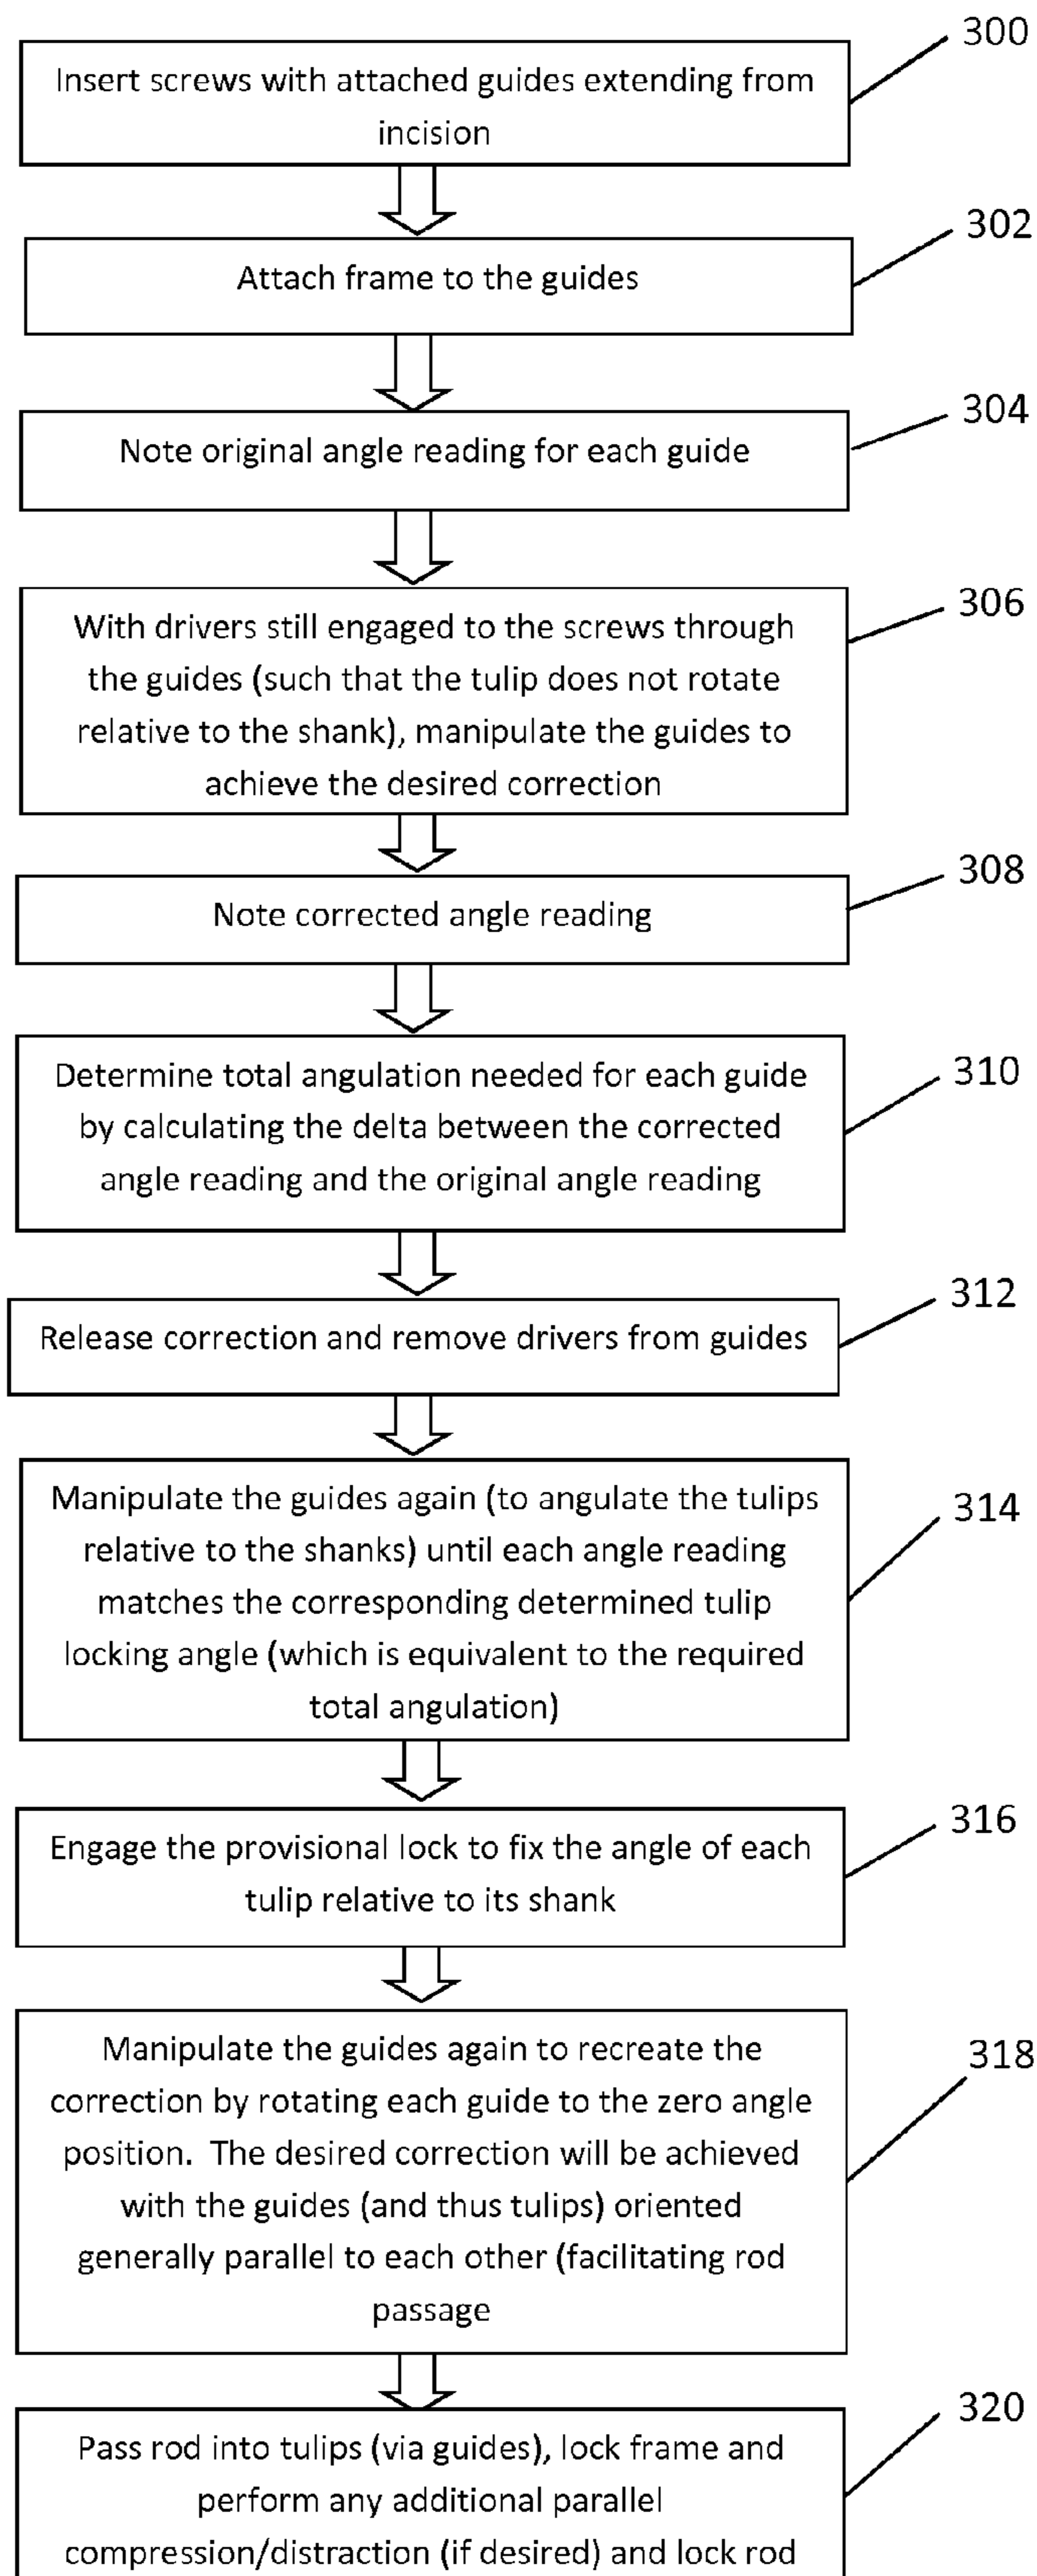 300
Insert screws with attached guides extending from
incision
302
Attach frame to the guides
304
Note original angle reading for each guide
306
With drivers still engaged to the screws through
the guides (such that the tulip does not rotate
relative to the shank), manipulate the guides to
achieve the desired correction
308
Note corrected angle reading
310
Determine total angulation needed for each guide
by calculating the delta between the corrected
angle reading and the original angle reading
312
Release correction and remove drivers from guides
314
Manipulate the guides again (to angulate the tulips
relative to the shanks) until each angle reading
matches the corresponding determined tulip
locking angle (which is equivalent to the required
total angulation)
316
Engage the provisional lock to fix the angle of each
tulip relative to its shank
318
Manipulate the guides again to recreate the
correction by rotating each guide to the zero angle
position.  The desired correction will be achieved
with the guides (and thus tulips) oriented
generally parallel to each other (facilitating rod
passage
320
Pass rod into tulips (via guides), lock frame and
perform any additional parallel
compression/distraction (if desired) and lock rod